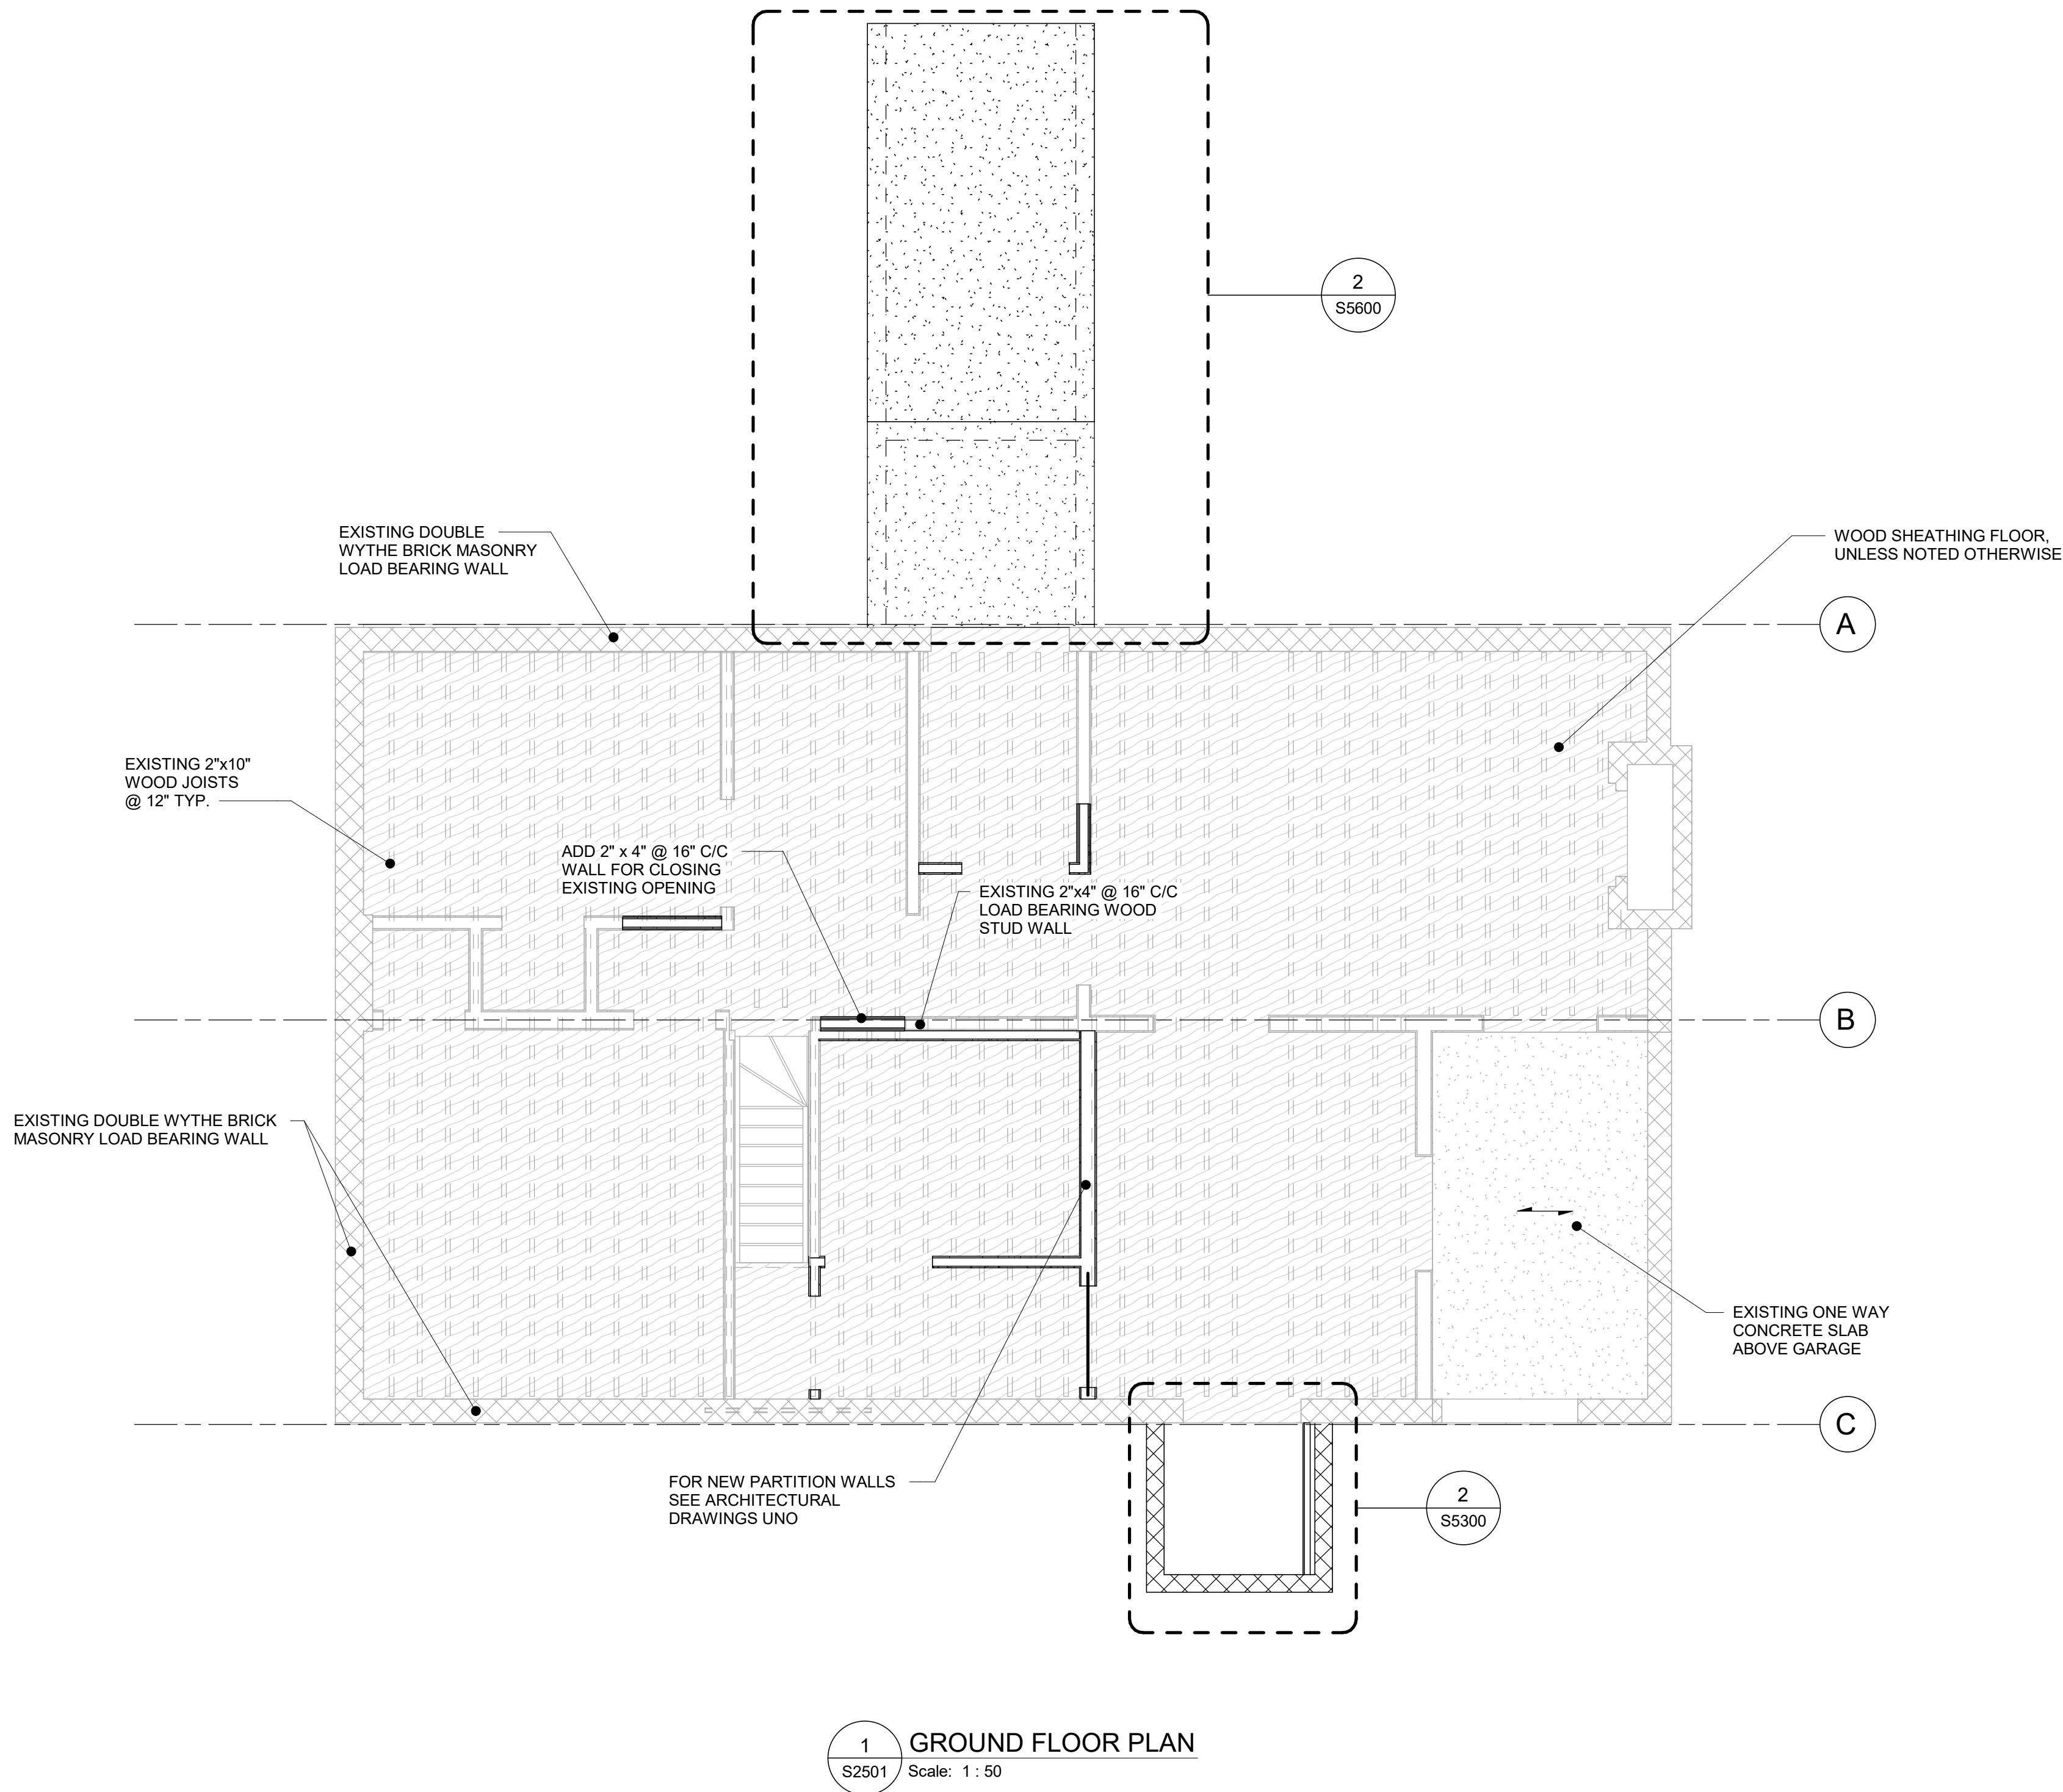 2
S5600
EXISTING DOUBLE
WYTHE BRICK MASONRY
LOAD BEARING WALL
WOOD SHEATHING FLOOR,
UNLESS NOTED OTHERWISE
A
EXISTING 2"x10"
WOOD JOISTS
@ 12" TYP.
ADD 2" x 4" @ 16" C/C
WALL FOR CLOSING
EXISTING OPENING
EXISTING 2"x4" @ 16" C/C
LOAD BEARING WOOD
STUD WALL
B
EXISTING DOUBLE WYTHE BRICK
MASONRY LOAD BEARING WALL
EXISTING ONE WAY
CONCRETE SLAB
ABOVE GARAGE
C
FOR NEW PARTITION WALLS
SEE ARCHITECTURAL
DRAWINGS UNO
2
S5300
1
S2501
GROUND FLOOR PLAN
Scale: 1 : 50